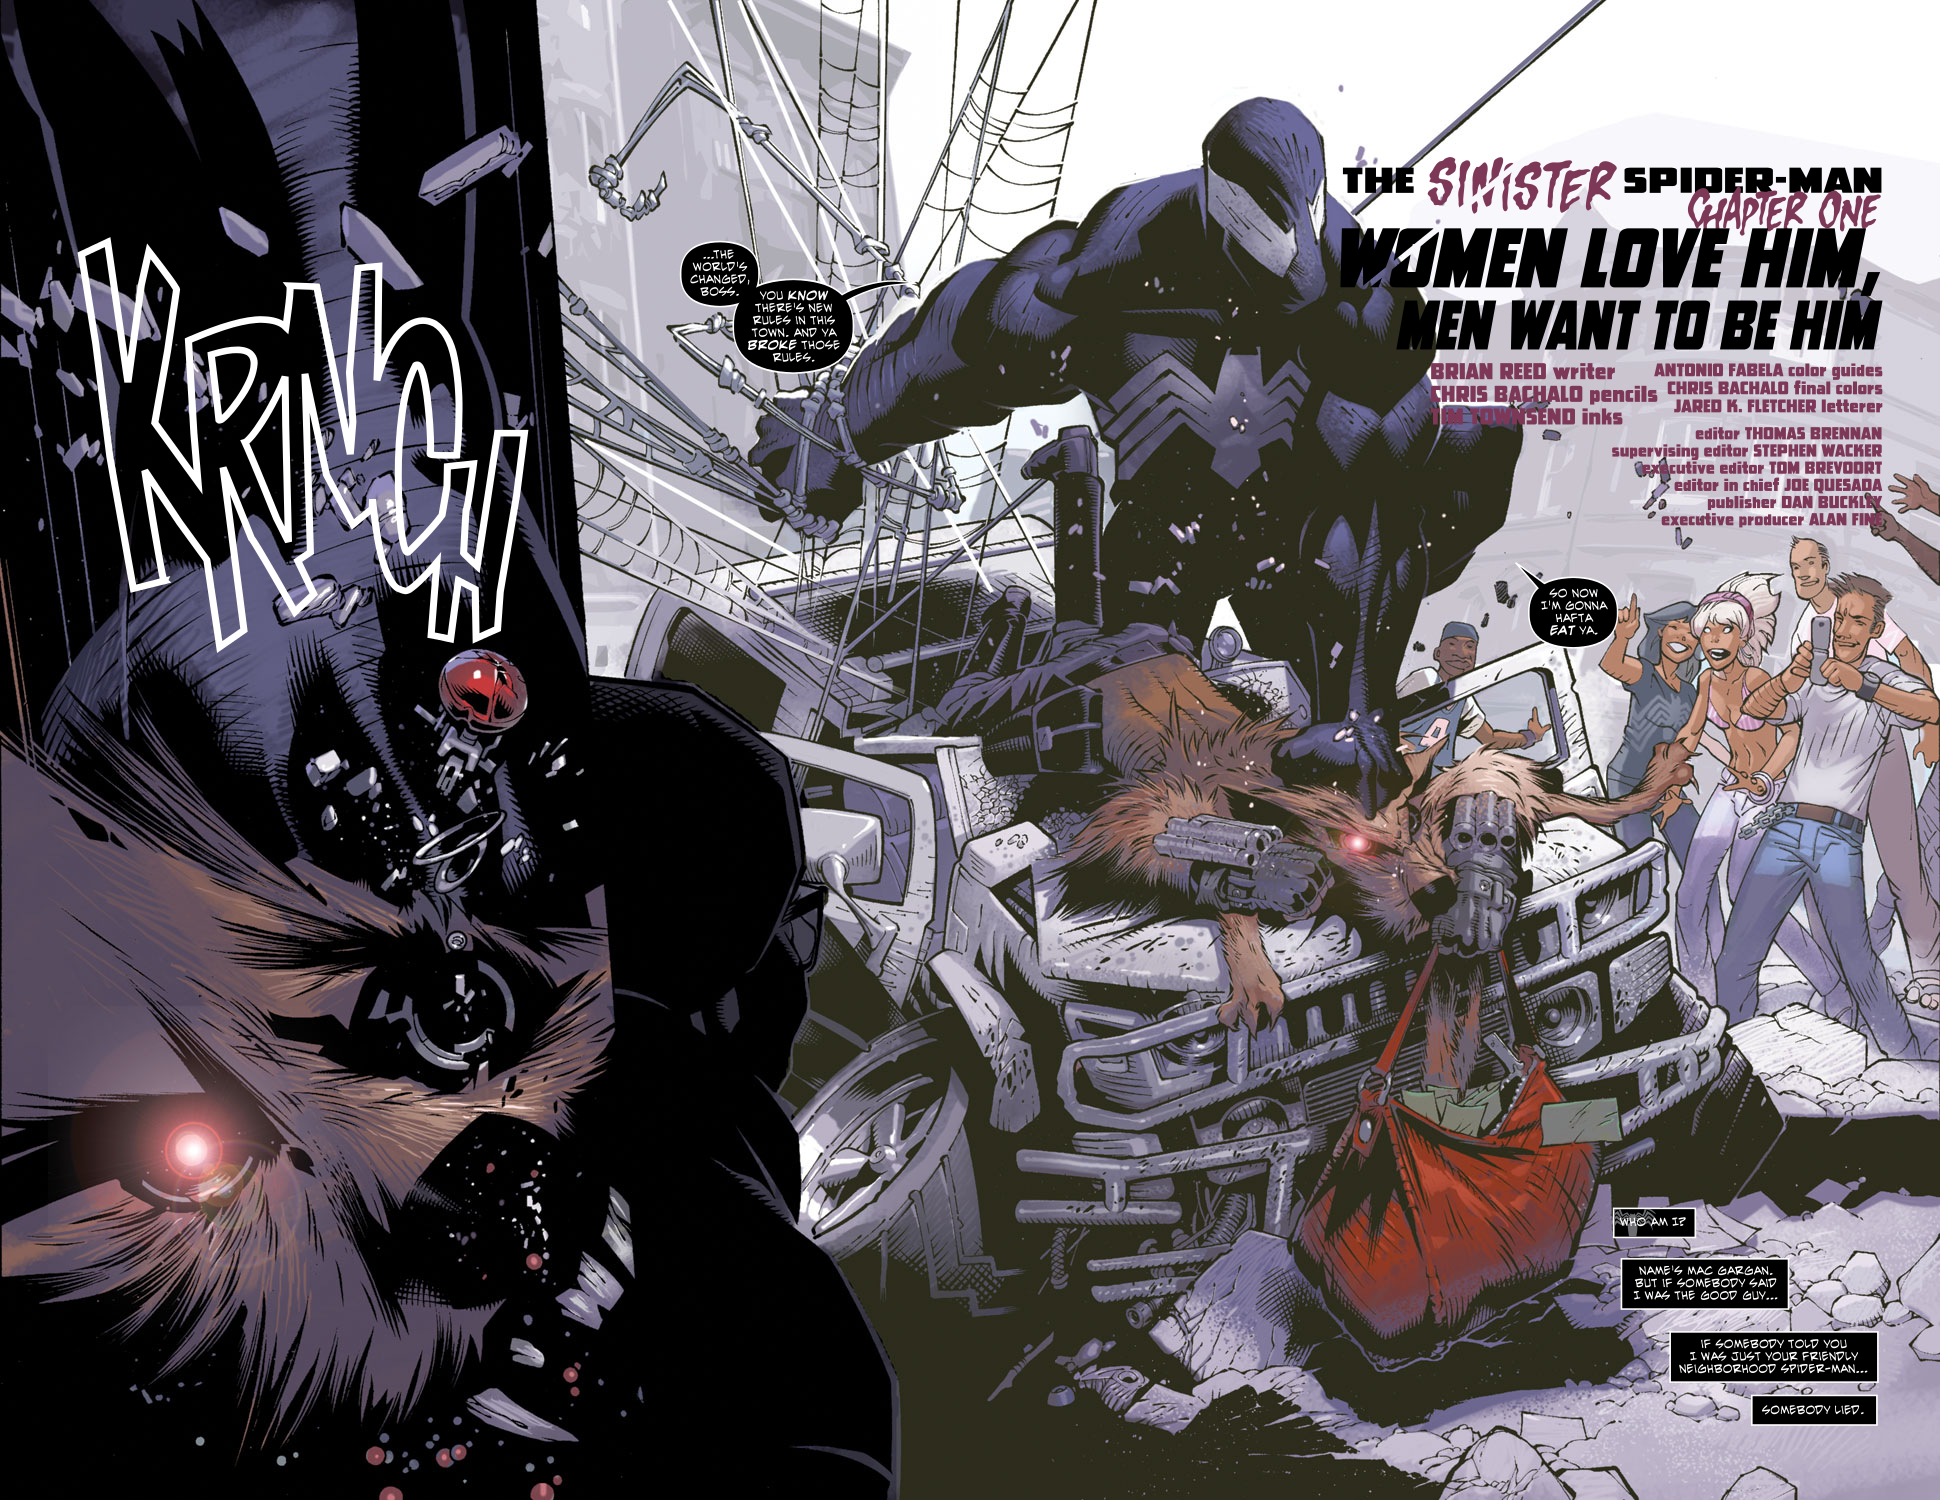 KRNCH!
...THE
WORLD'S
CHANGED,
BOSS.
YOU KNOW
THERE'S NEW
RULES IN THIS
TOWN. AND YA
BROKE THOSE
RULES.
THE SINISTER SPIDER-MAN
CHAPTER ONE
WOMEN LOVE HIM,
MEN WANT TO BE HIM
BRIAN REED writer
CHRIS BACHALO pencils
TIM TOWNSEND inks
ANTONIO FABELA color guides
CHRIS BACHALO final colors
JARED K. FLETCHER letterer
editor THOMAS BRENNAN
supervising editor STEPHEN WACKER
executive editor TOM BREVOORT
editor in chief JOE QUESADA
publisher DAN BUCKLEY
executive producer ALAN FINE
SO NOW
I'M GONNA
HAFTA
EAT YA.
WHO AM I?
NAME'S MAC GARGAN.
BUT IF SOMEBODY SAID
I WAS THE GOOD GUY...
IF SOMEBODY TOLD YOU
I WAS JUST YOUR FRIENDLY
NEIGHBORHOOD SPIDER-MAN...
SOMEBODY LIED.